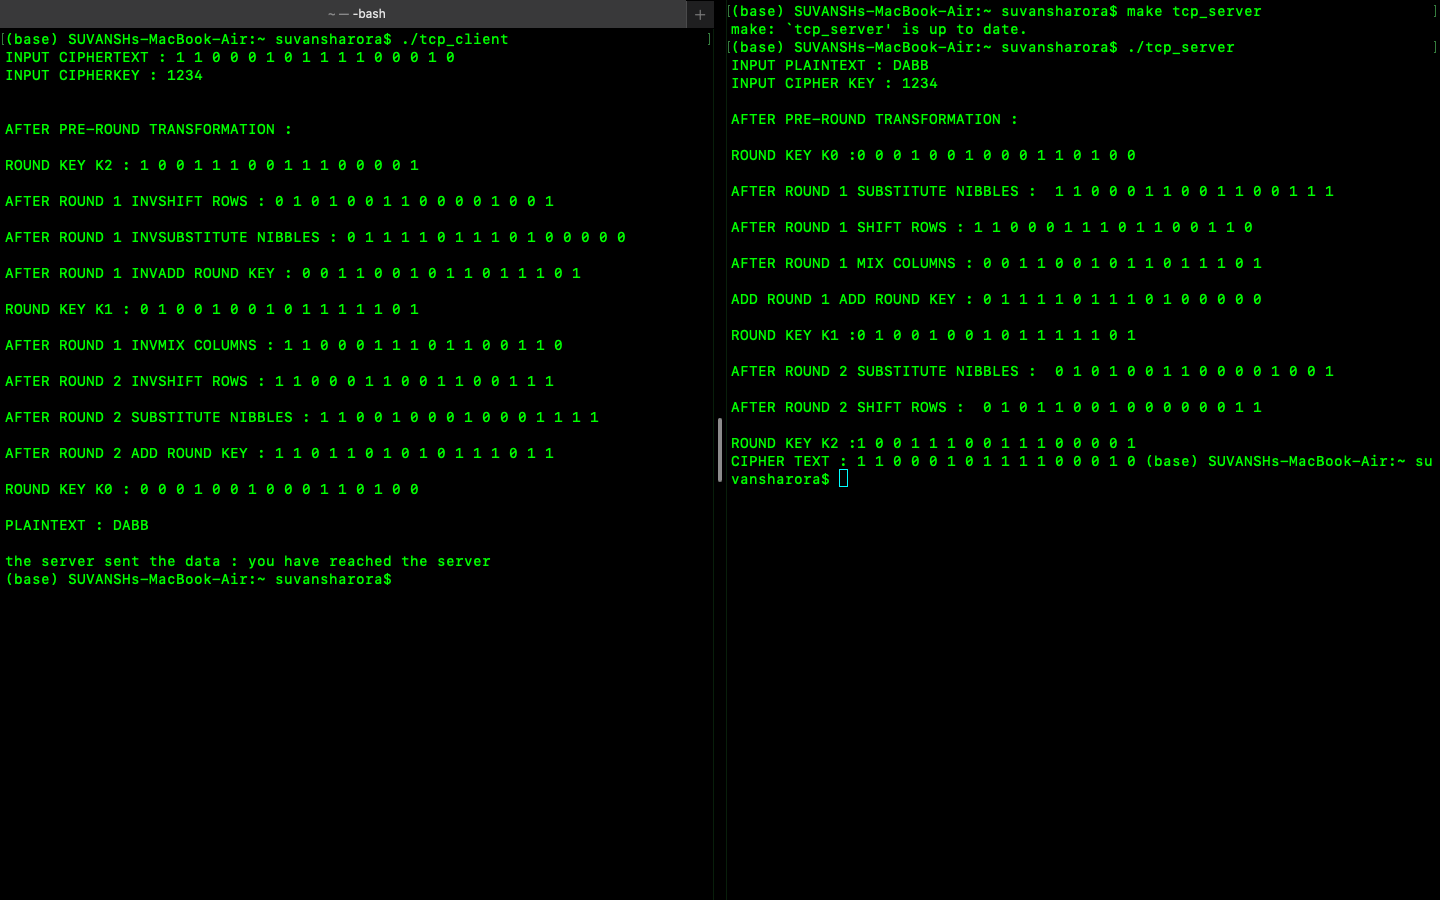 ~ — -bash
(base) SUVANSHs-MacBook-Air:~ suvansharora$ ./tcp_client
INPUT CIPHERTEXT : 1 1 0 0 0 1 0 1 1 1 1 0 0 0 1 0
INPUT CIPHERKEY : 1234
AFTER PRE-ROUND TRANSFORMATION :
ROUND KEY K2 : 1 0 0 1 1 1 0 0 1 1 1 0 0 0 0 1
AFTER ROUND 1 INVSHIFT ROWS : 0 1 0 1 0 0 1 1 0 0 0 0 1 0 0 1
AFTER ROUND 1 INVSUBSTITUTE NIBBLES : 0 1 1 1 1 0 1 1 1 0 1 0 0 0 0 0
AFTER ROUND 1 INVADD ROUND KEY : 0 0 1 1 0 0 1 0 1 1 0 1 1 1 0 1
ROUND KEY K1 : 0 1 0 0 1 0 0 1 0 1 1 1 1 1 0 1
AFTER ROUND 1 INVMIX COLUMNS : 1 1 0 0 0 1 1 1 0 1 1 0 0 1 1 0
AFTER ROUND 2 INVSHIFT ROWS : 1 1 0 0 0 1 1 0 0 1 1 0 0 1 1 1
AFTER ROUND 2 SUBSTITUTE NIBBLES : 1 1 0 0 1 0 0 0 1 0 0 0 1 1 1 1
AFTER ROUND 2 ADD ROUND KEY : 1 1 0 1 1 0 1 0 1 0 1 1 1 0 1 1
ROUND KEY K0 : 0 0 0 1 0 0 1 0 0 0 1 1 0 1 0 0
PLAINTEXT : DABB
the server sent the data : you have reached the server
(base) SUVANSHs-MacBook-Air:~ suvansharora$
(base) SUVANSHs-MacBook-Air:~ suvansharora$ make tcp_server
make: `tcp_server' is up to date.
(base) SUVANSHs-MacBook-Air:~ suvansharora$ ./tcp_server
INPUT PLAINTEXT : DABB
INPUT CIPHER KEY : 1234
AFTER PRE-ROUND TRANSFORMATION :
ROUND KEY K0 :0 0 0 1 0 0 1 0 0 0 1 1 0 1 0 0
AFTER ROUND 1 SUBSTITUTE NIBBLES :  1 1 0 0 0 1 1 0 0 1 1 0 0 1 1 1
AFTER ROUND 1 SHIFT ROWS : 1 1 0 0 0 1 1 1 0 1 1 0 0 1 1 0
AFTER ROUND 1 MIX COLUMNS : 0 0 1 1 0 0 1 0 1 1 0 1 1 1 0 1
ADD ROUND 1 ADD ROUND KEY : 0 1 1 1 1 0 1 1 1 0 1 0 0 0 0 0
ROUND KEY K1 :0 1 0 0 1 0 0 1 0 1 1 1 1 1 0 1
AFTER ROUND 2 SUBSTITUTE NIBBLES :  0 1 0 1 0 0 1 1 0 0 0 0 1 0 0 1
AFTER ROUND 2 SHIFT ROWS :  0 1 0 1 1 0 0 1 0 0 0 0 0 0 1 1
ROUND KEY K2 :1 0 0 1 1 1 0 0 1 1 1 0 0 0 0 1
CIPHER TEXT : 1 1 0 0 0 1 0 1 1 1 1 0 0 0 1 0 (base) SUVANSHs-MacBook-Air:~ su
vansharora$